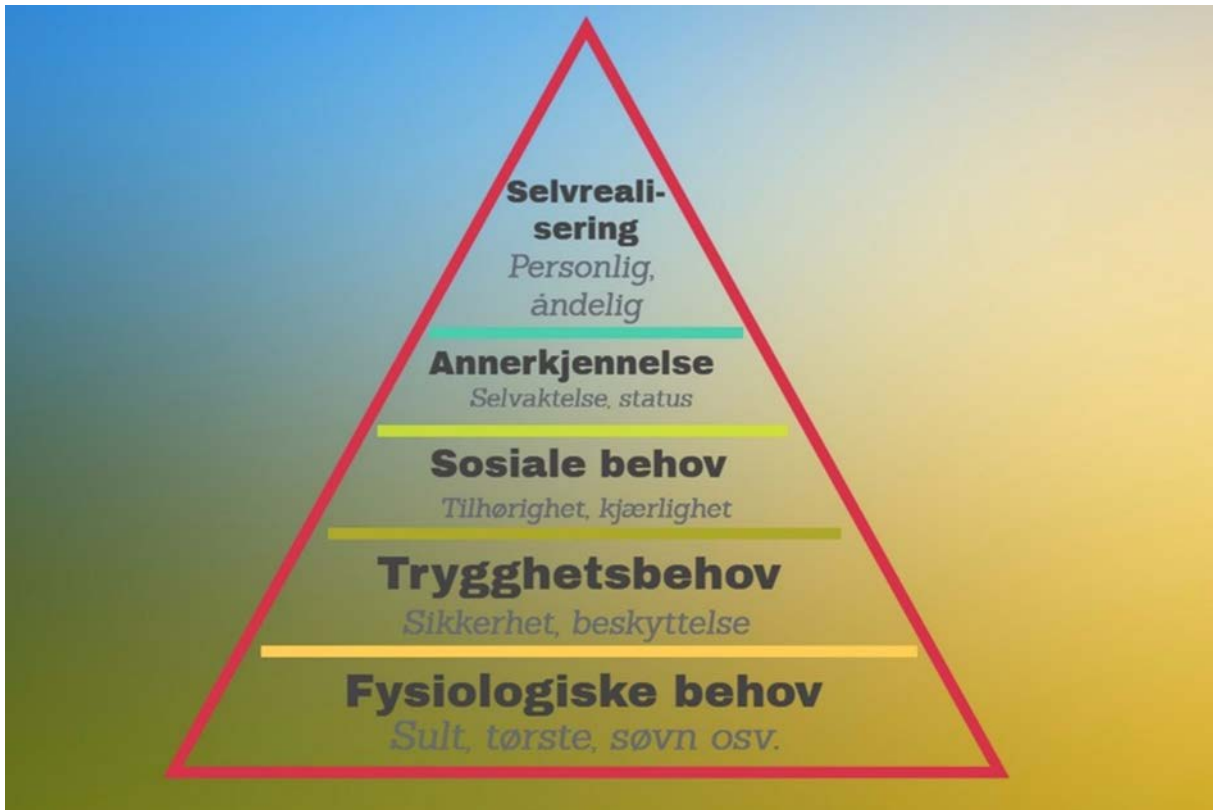 Selvreali-
sering
Personlig,
åndelig
Annerkjennelse
Selvaktelse, status
Sosiale behov
Tilhørighet, kjærlighet
Trygghetsbehov
Sikkerhet, beskyttelse
Fysiologiske behov
Sult, tørste, søvn osv.